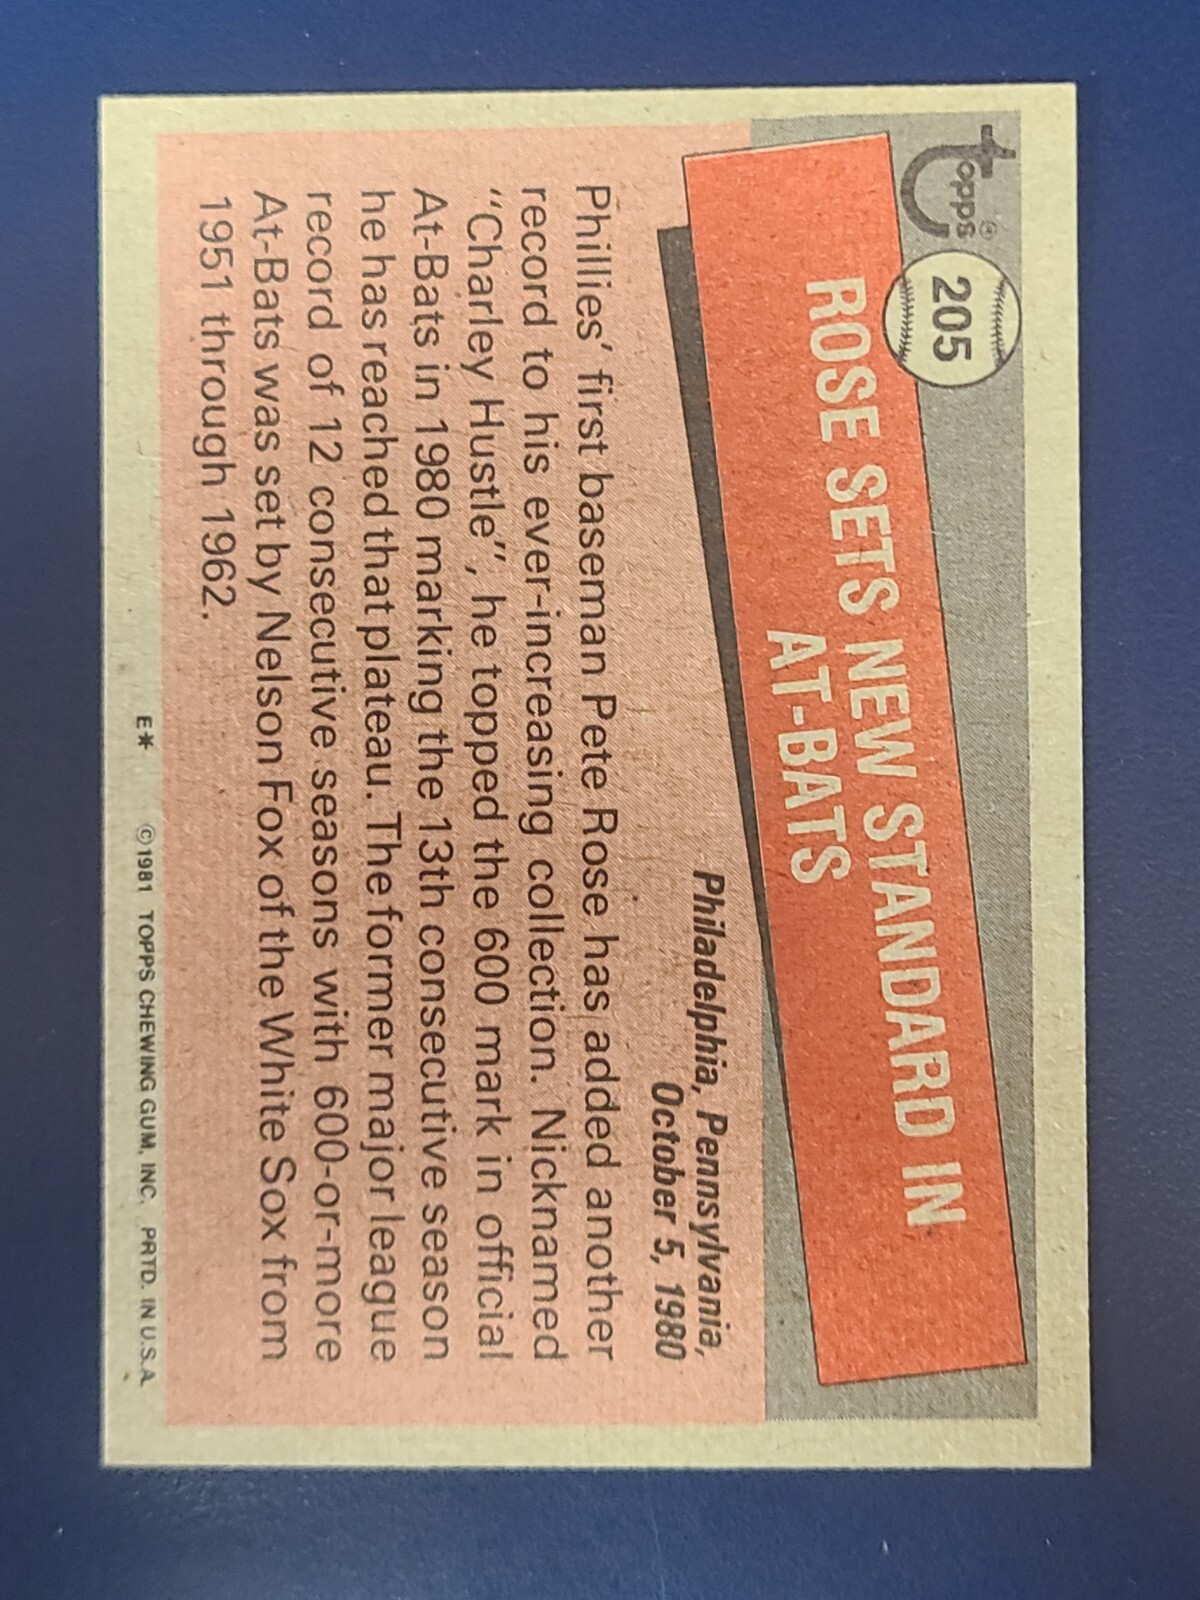 Topps®
205
ROSE SETS NEW STANDARD IN
AT-BATS
Philadelphia, Pennsylvania,
October 5, 1980
Phillies' first baseman Pete Rose has added another
record to his ever-increasing collection. Nicknamed
"Charley Hustle", he topped the 600 mark in official
At-Bats in 1980 marking the 13th consecutive season
he has reached that plateau. The former major league
record of 12 consecutive seasons with 600-or-more
At-Bats was set by Nelson Fox of the White Sox from
1951 through 1962.
E* ©1981 TOPPS CHEWING GUM, INC. PRTD. IN U.S.A.